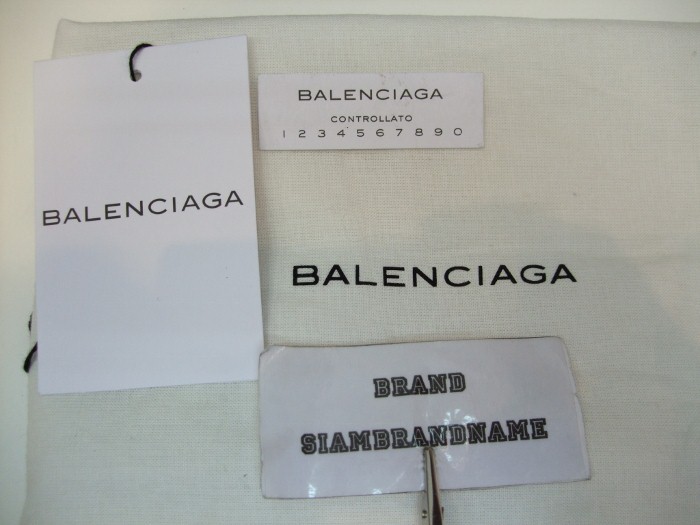 BALENCIAGA
BALENCIAGA
CONTROLLATO
1 2 3 4 5 6 7 8 9 0
BALENCIAGA
BRAND
SIAMBRANDNAME